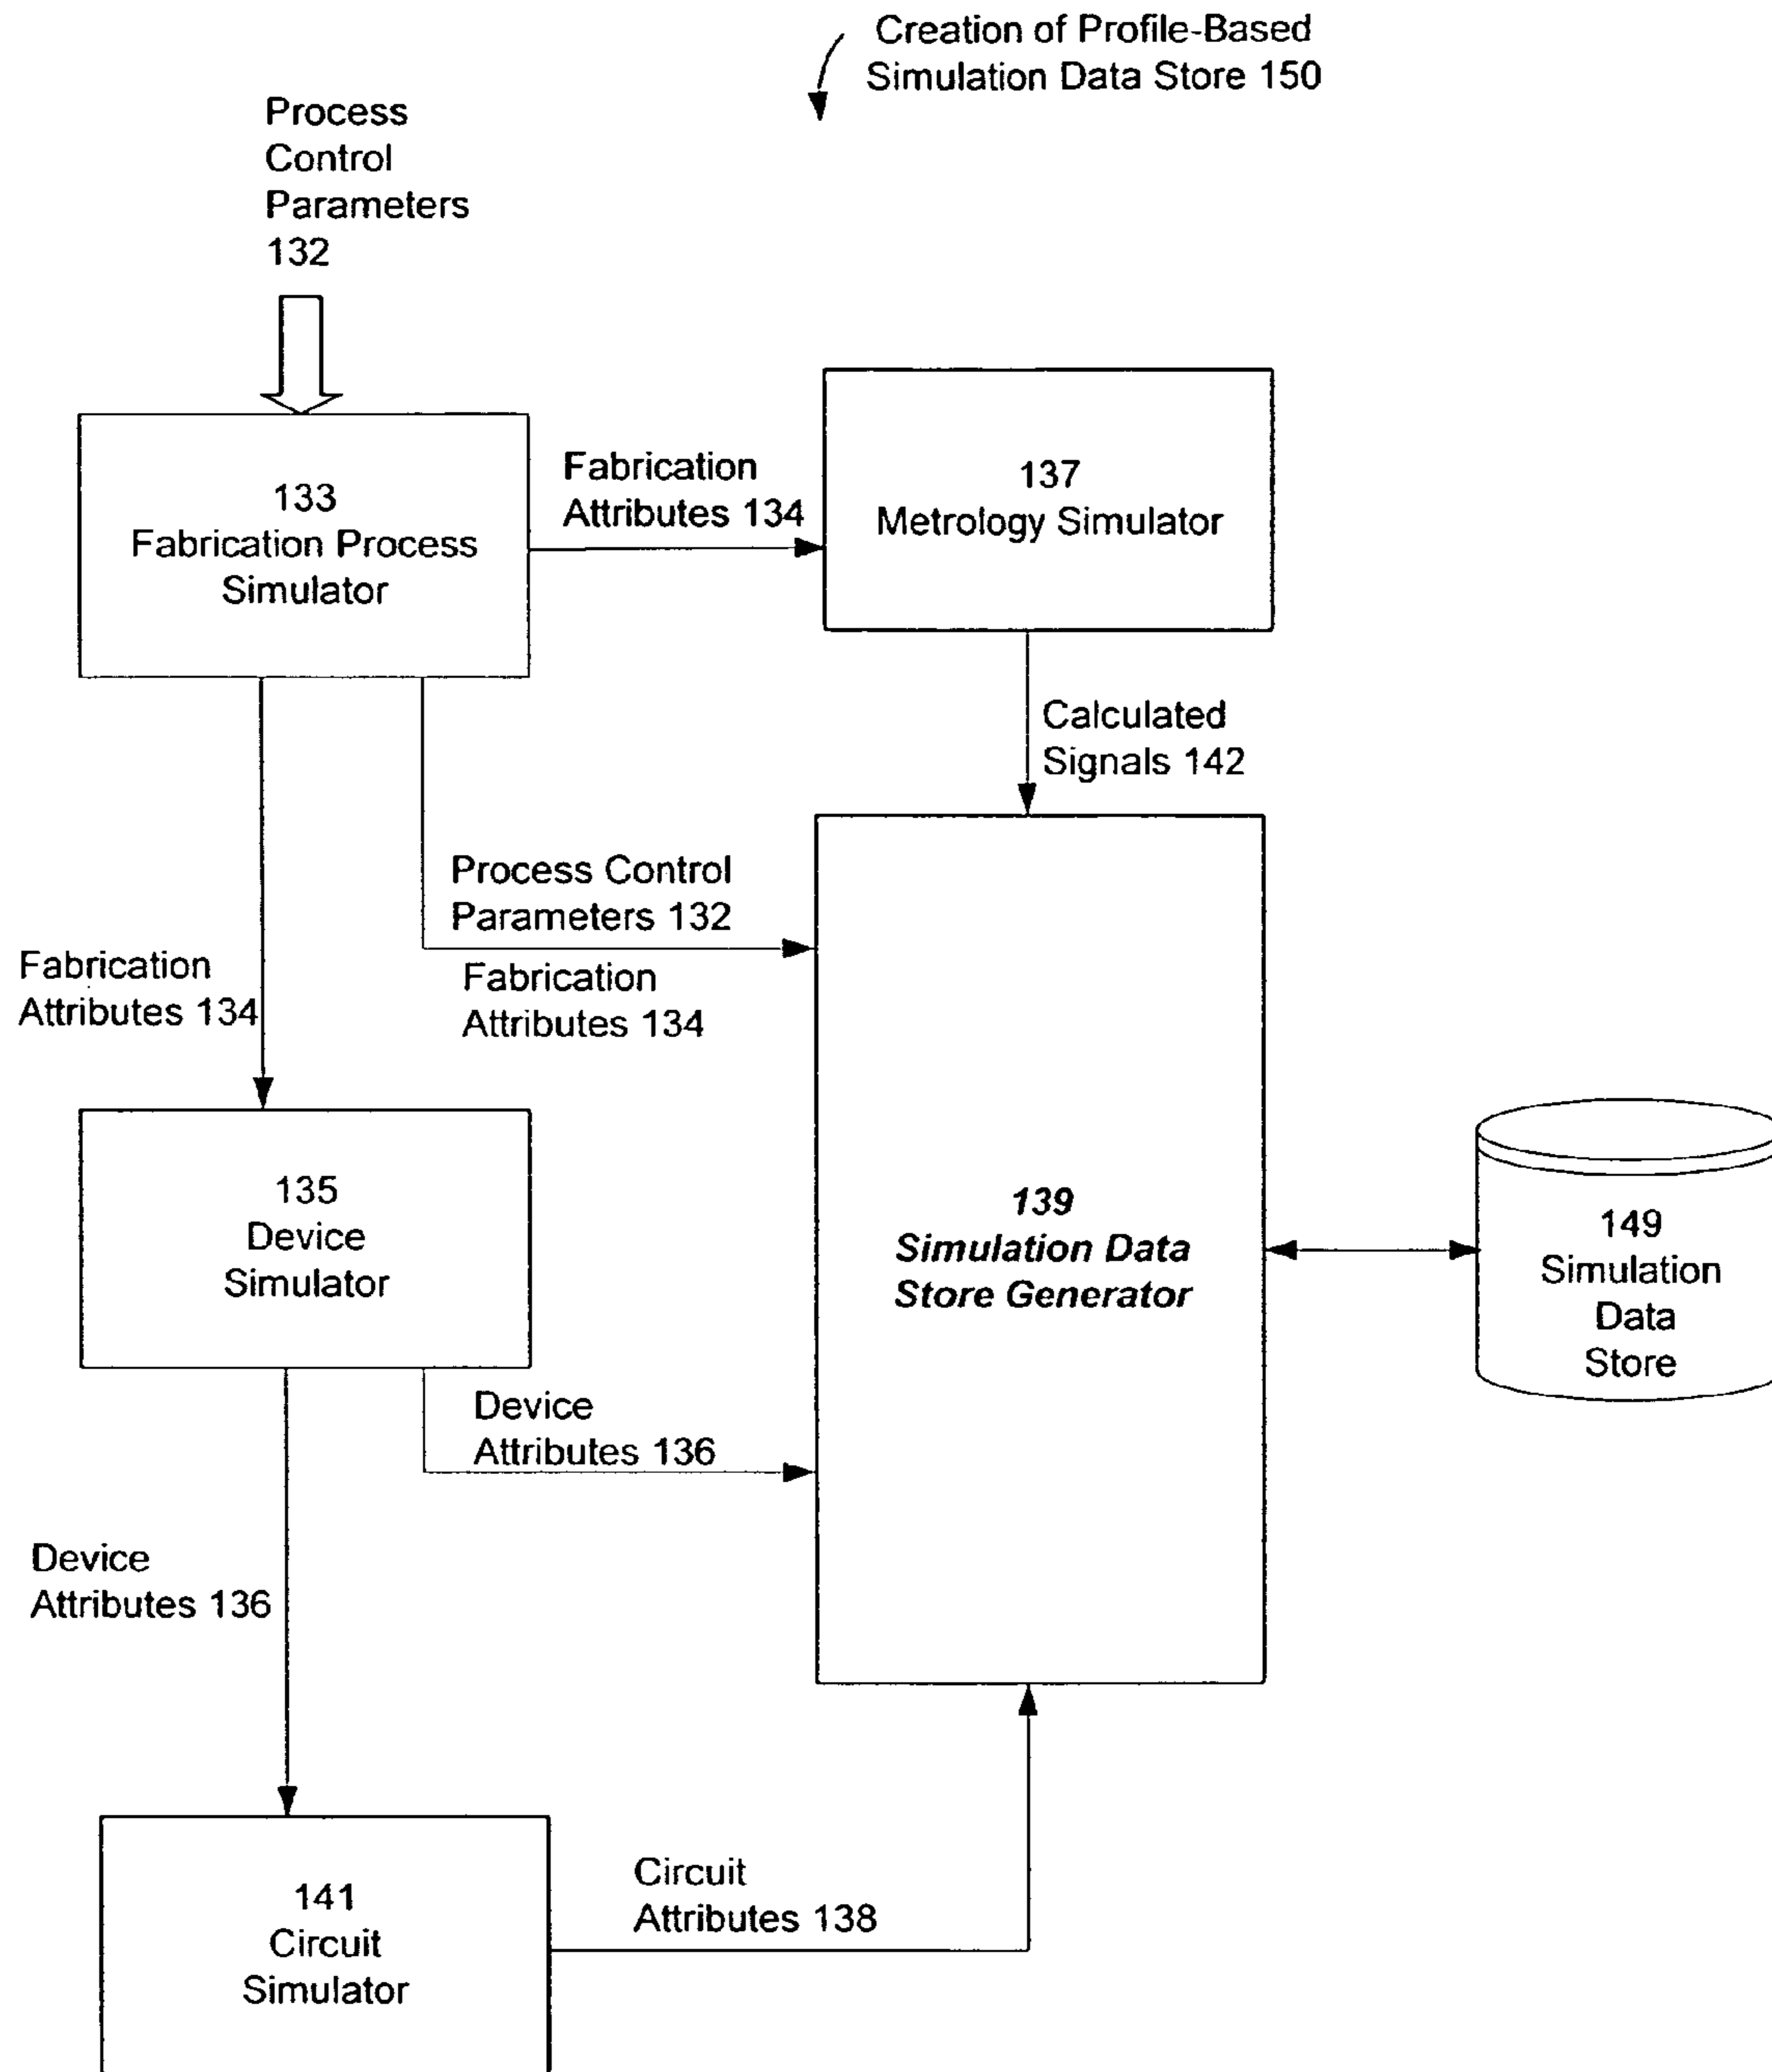 Creation of Profile-Based
Simulation Data Store 150
Process
Control
Parameters
132
133
Fabrication Process
Simulator
Fabrication
Attributes 134
137
Metrology Simulator
Calculated
Signals 142
Process Control
Parameters 132
Fabrication
Attributes 134
Fabrication
Attributes 134
135
Device
Simulator
139
Simulation Data
Store Generator
149
Simulation
Data
Store
Device
Attributes 136
Device
Attributes 136
141
Circuit
Simulator
Circuit
Attributes 138